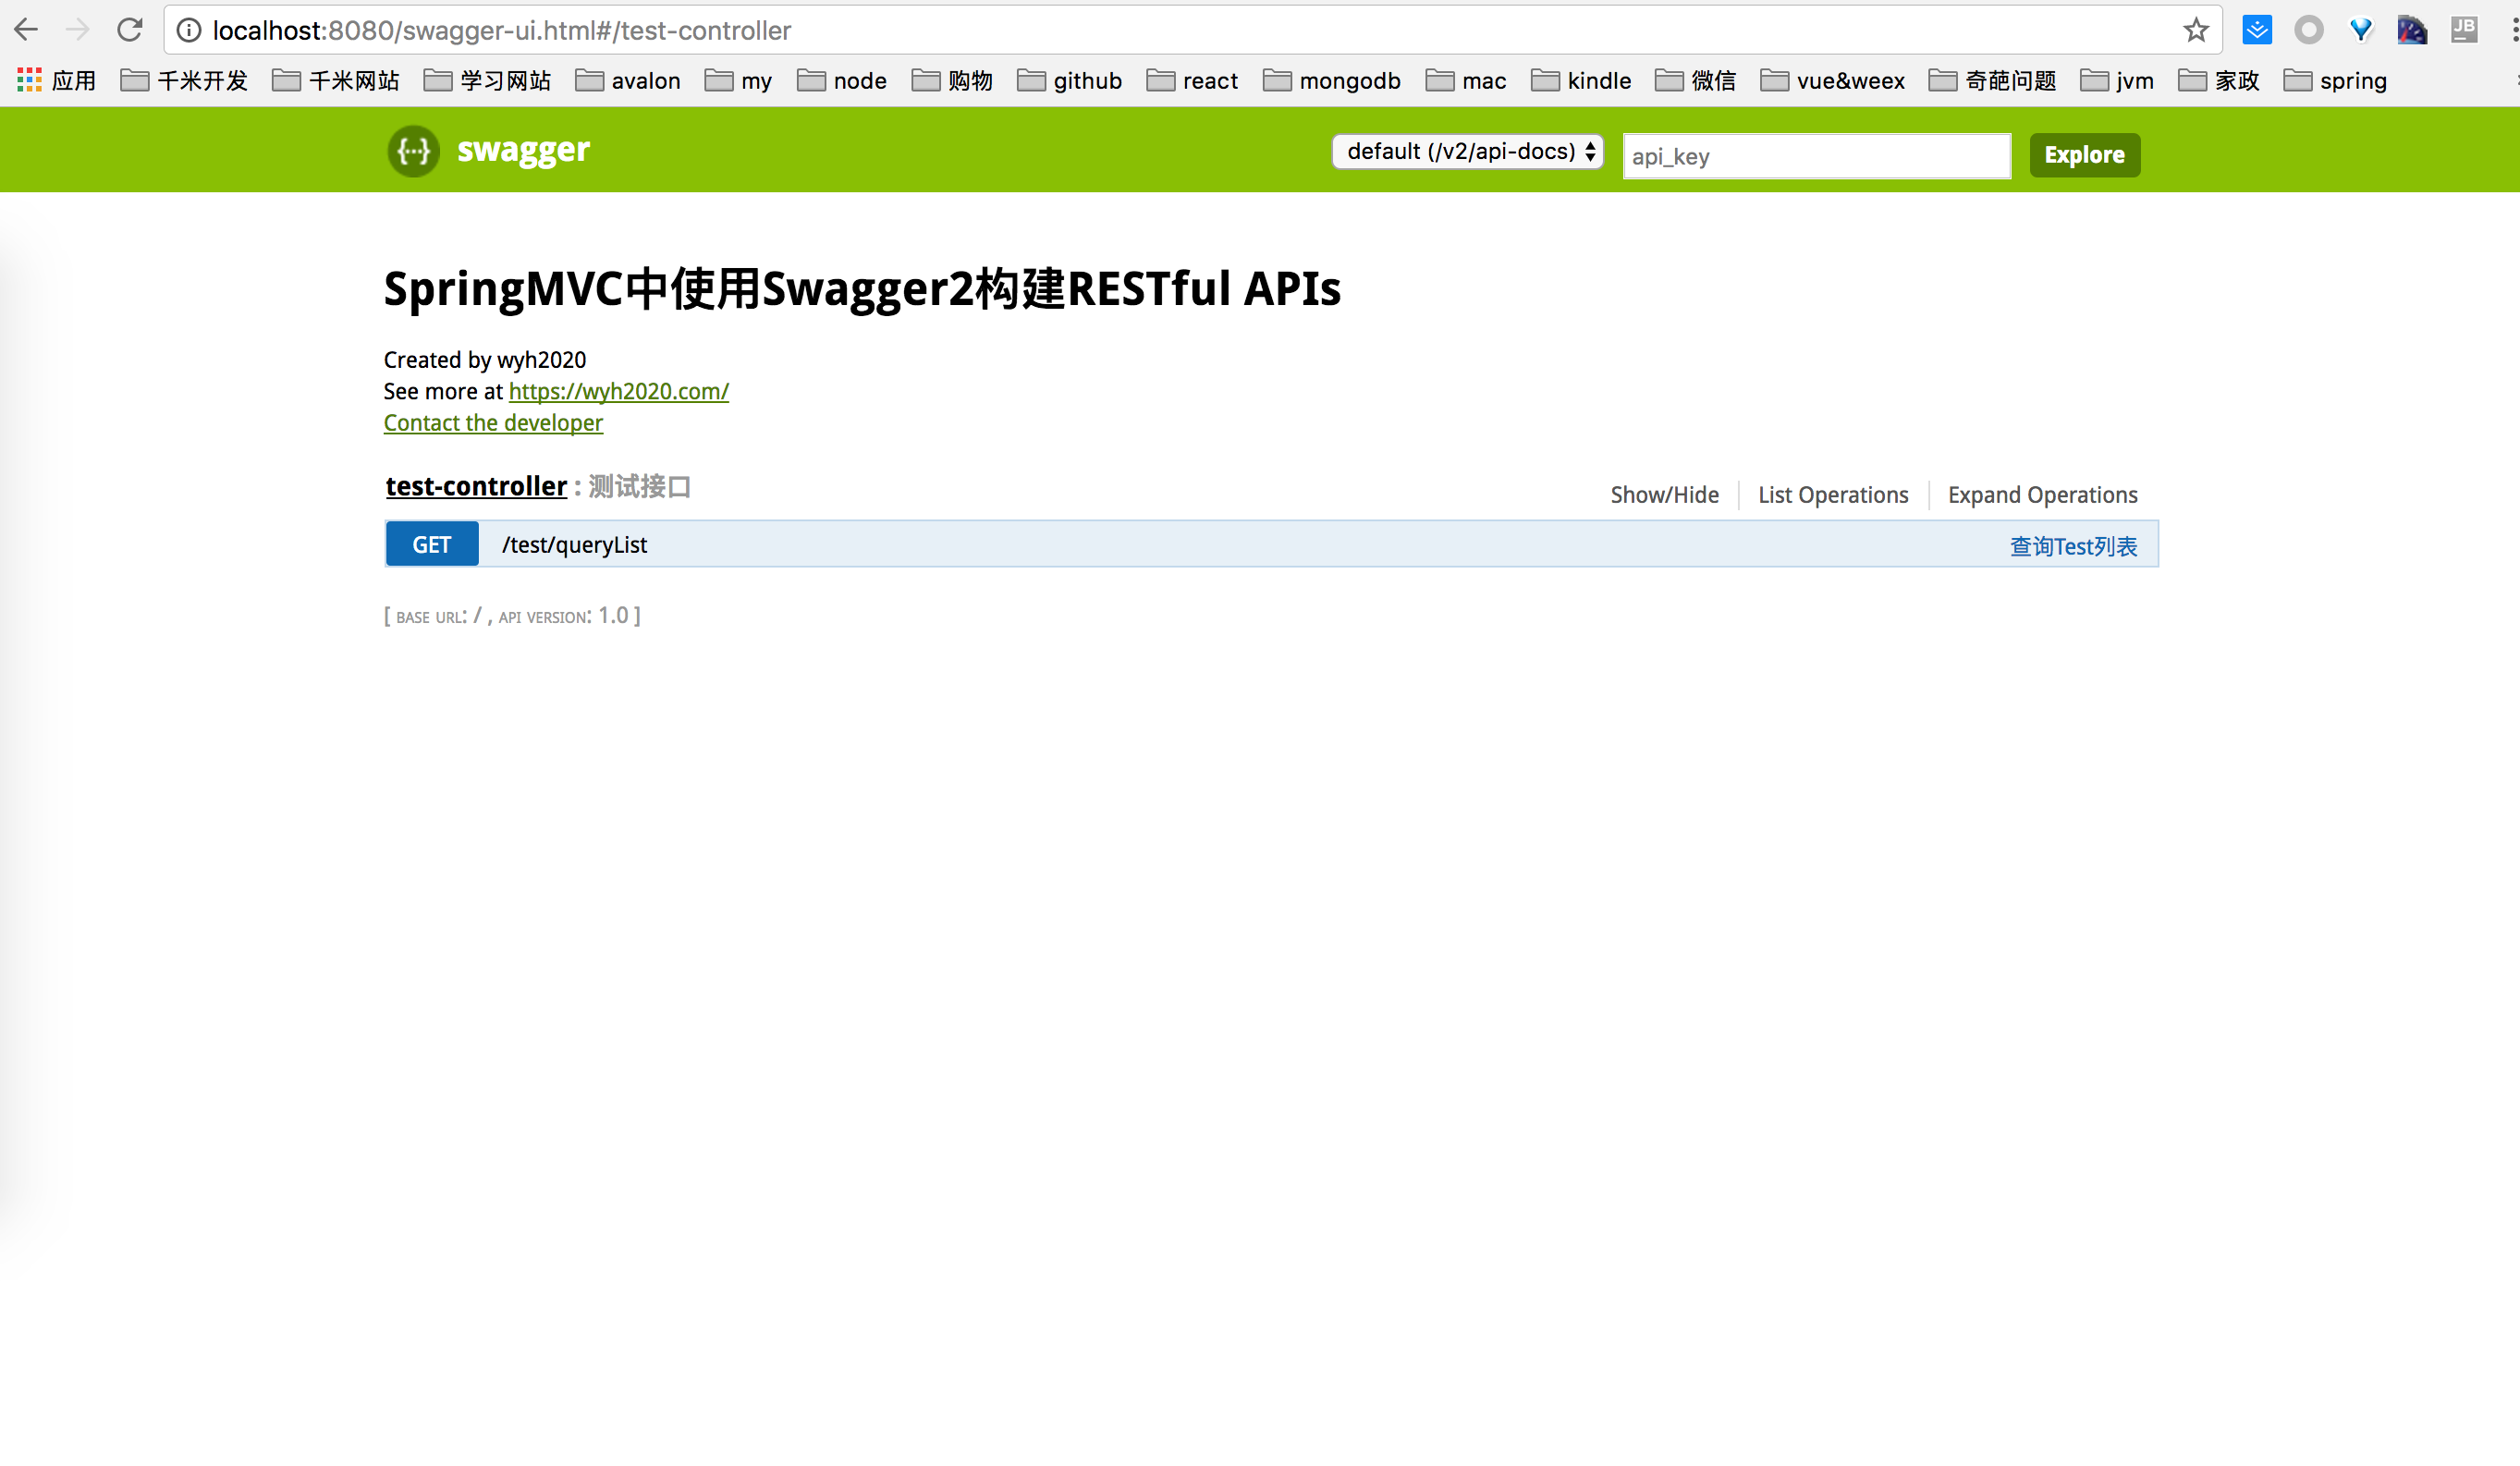 localhost:8080/swagger-ui.html#/test-controller
JB
应用 千米开发 千米网站 学习网站 avalon my node 购物 github react mongodb mac kindle 微信 vue&weex 奇葩问题 jvm 家政 spring
{···} swagger default (/v2/api-docs) api_key Explore
SpringMVC中使用Swagger2构建RESTful APIs
Created by wyh2020
See more at https://wyh2020.com/
Contact the developer
test-controller : 测试接口 Show/Hide List Operations Expand Operations
GET /test/queryList 查询Test列表
[ BASE URL: / , API VERSION: 1.0 ]